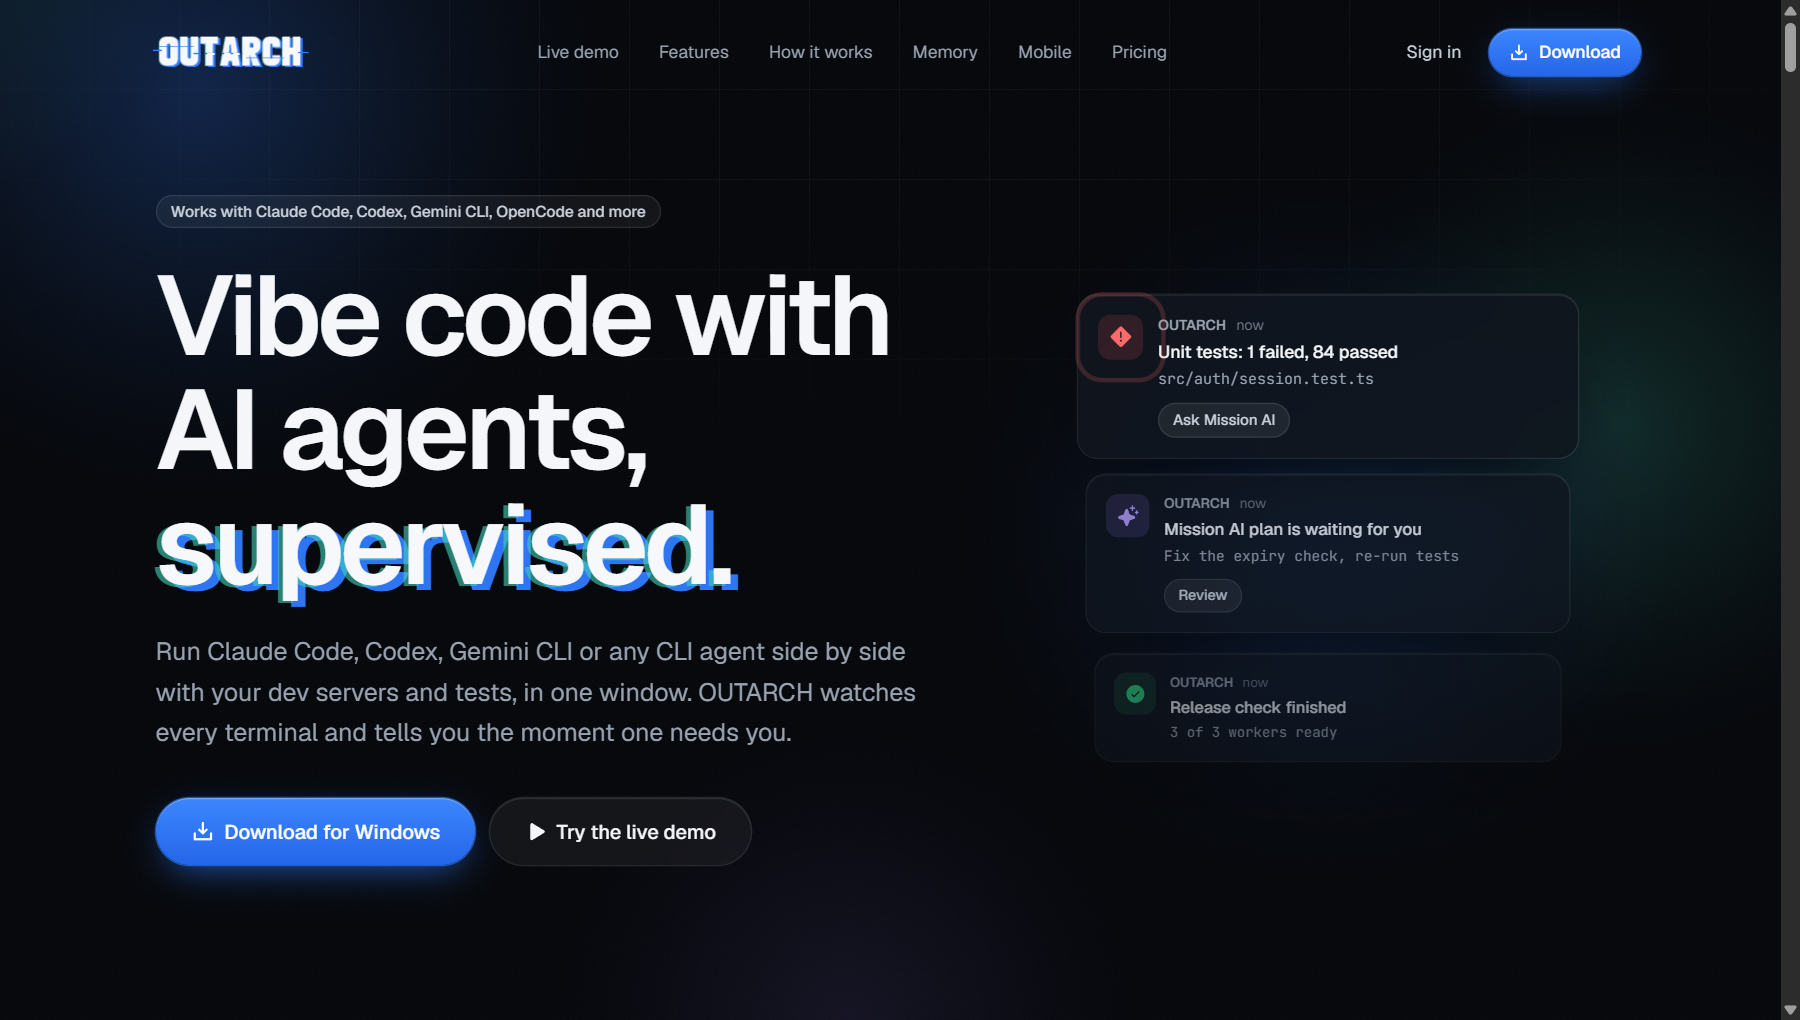 OUTARCH
Live demo
Features
How it works
Memory
Mobile
Pricing
Sign in
Download
Works with Claude Code, Codex, Gemini CLI, OpenCode and more
Vibe code with
AI agents,
supervised.
Run Claude Code, Codex, Gemini CLI or any CLI agent side by side
with your dev servers and tests, in one window. OUTARCH watches
every terminal and tells you the moment one needs you.
Download for Windows
Try the live demo
OUTARCH now
Unit tests: 1 failed, 84 passed
src/auth/session.test.ts
Ask Mission AI
OUTARCH now
Mission AI plan is waiting for you
Fix the expiry check, re-run tests
Review
OUTARCH now
Release check finished
3 of 3 workers ready